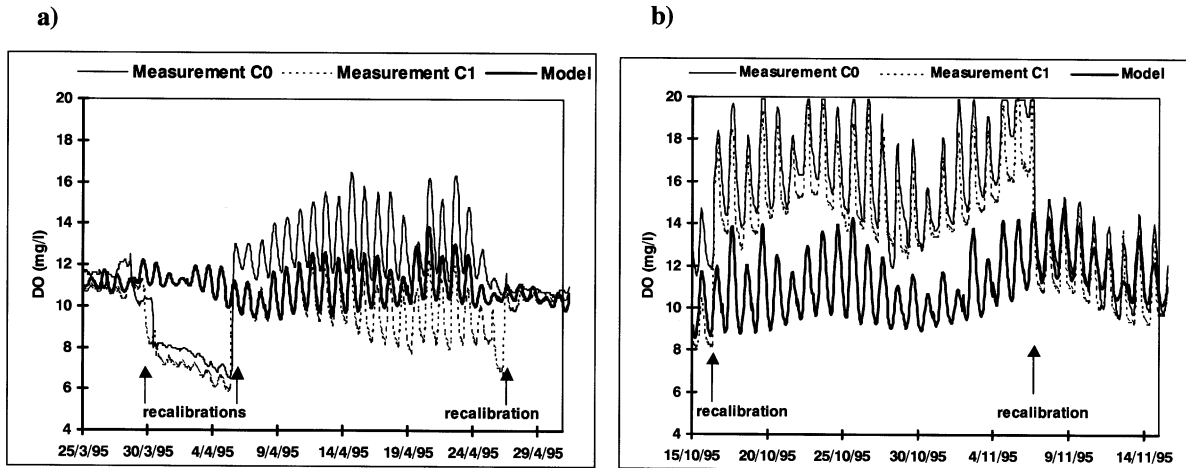 a)
Measurement C0 Measurement C1 Model
DO (mg/l)
20
18
16
14
12
10
8
6
4
recalibrations
recalibration
25/3/95 30/3/95 4/4/95 9/4/95 14/4/95 19/4/95 24/4/95 29/4/95
b)
Measurement C0 Measurement C1 Model
DO (mg/l)
20
18
16
14
12
10
8
6
4
recalibration
recalibration
15/10/95 20/10/95 25/10/95 30/10/95 4/11/95 9/11/95 14/11/95